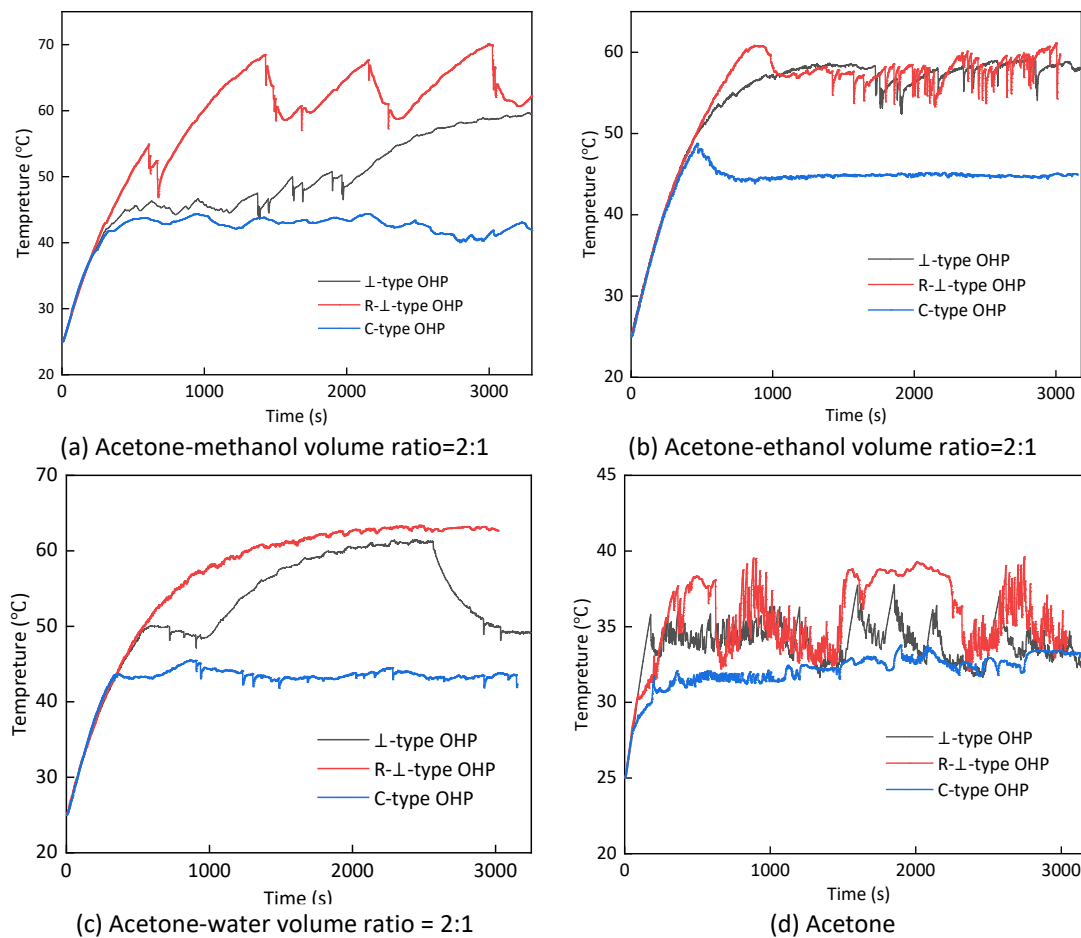 70
60
50
40
30
20
Tempreture (℃)
0
1000
2000
3000
Time (s)
⊥-type OHP
R-⊥-type OHP
C-type OHP
(a) Acetone-methanol volume ratio=2:1
60
50
40
30
20
Tempreture (℃)
0
1000
2000
3000
Time (s)
⊥-type OHP
R-⊥-type OHP
C-type OHP
(b) Acetone-ethanol volume ratio=2:1
70
60
50
40
30
20
Tempreture (℃)
0
1000
2000
3000
Time (s)
⊥-type OHP
R-⊥-type OHP
C-type OHP
(c) Acetone-water volume ratio = 2:1
45
40
35
30
25
20
Tempreture (℃)
0
1000
2000
3000
Time (s)
⊥-type OHP
R-⊥-type OHP
C-type OHP
(d) Acetone